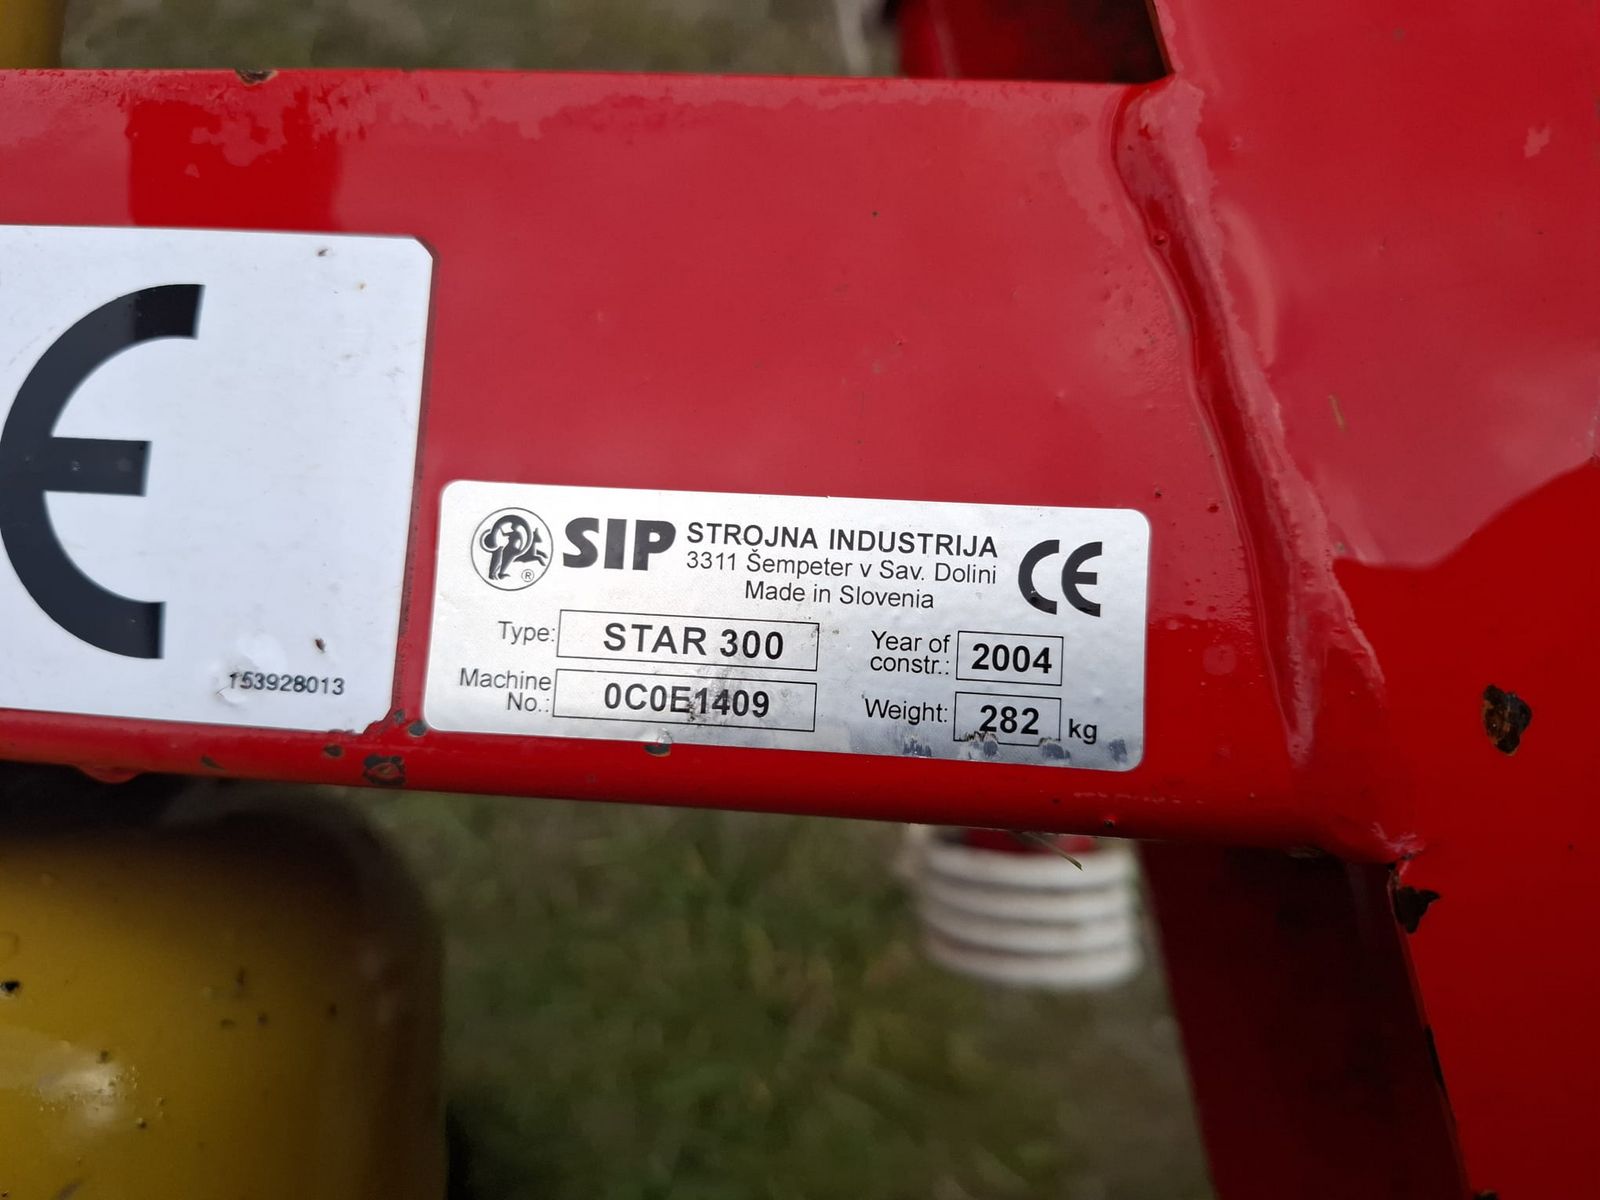 CE
153928013
SIP STROJNA INDUSTRIJA
3311 Šempeter v Sav. Dolini
Made in Slovenia
CE
®
Type: STAR 300
Year of constr.: 2004
Machine No.: 0C0E1409
Weight: 282 kg